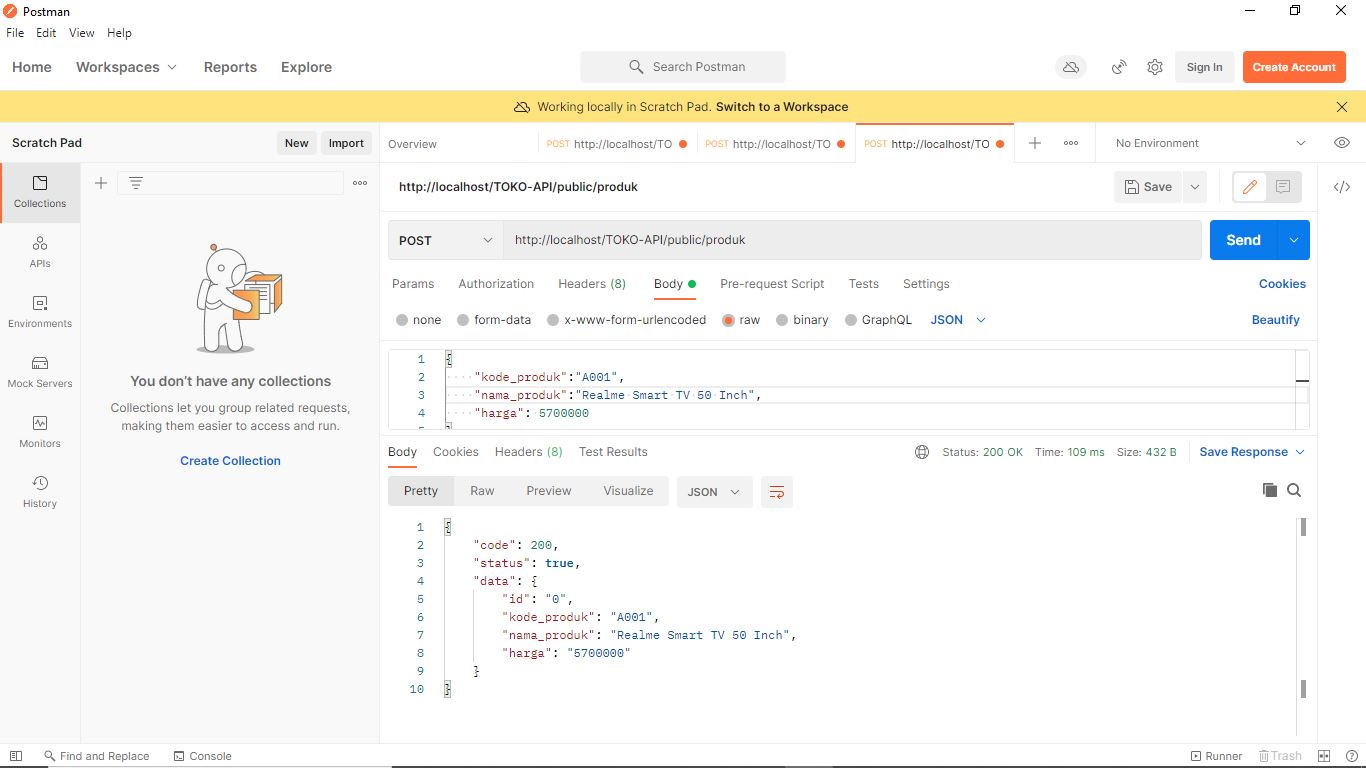 Postman
File Edit View Help
Home Workspaces Reports Explore Search Postman Sign In Create Account
Working locally in Scratch Pad. Switch to a Workspace
Scratch Pad New Import Overview POST http://localhost/TO POST http://localhost/TO POST http://localhost/TO No Environment
Collections
APIs
Environments
Mock Servers
Monitors
History
You don't have any collections
Collections let you group related requests,
making them easier to access and run.
Create Collection
http://localhost/TOKO-API/public/produk Save
POST http://localhost/TOKO-API/public/produk Send
Params Authorization Headers (8) Body Pre-request Script Tests Settings Cookies
none form-data x-www-form-urlencoded raw binary GraphQL JSON Beautify
1 {
2 "kode_produk":"A001",
3 "nama_produk":"Realme Smart TV 50 Inch",
4 "harga": 5700000
Body Cookies Headers (8) Test Results Status: 200 OK Time: 109 ms Size: 432 B Save Response
Pretty Raw Preview Visualize JSON
1 {
2 "code": 200,
3 "status": true,
4 "data": {
5 "id": "0",
6 "kode_produk": "A001",
7 "nama_produk": "Realme Smart TV 50 Inch",
8 "harga": "5700000"
9 }
10 }
Find and Replace Console Runner Trash